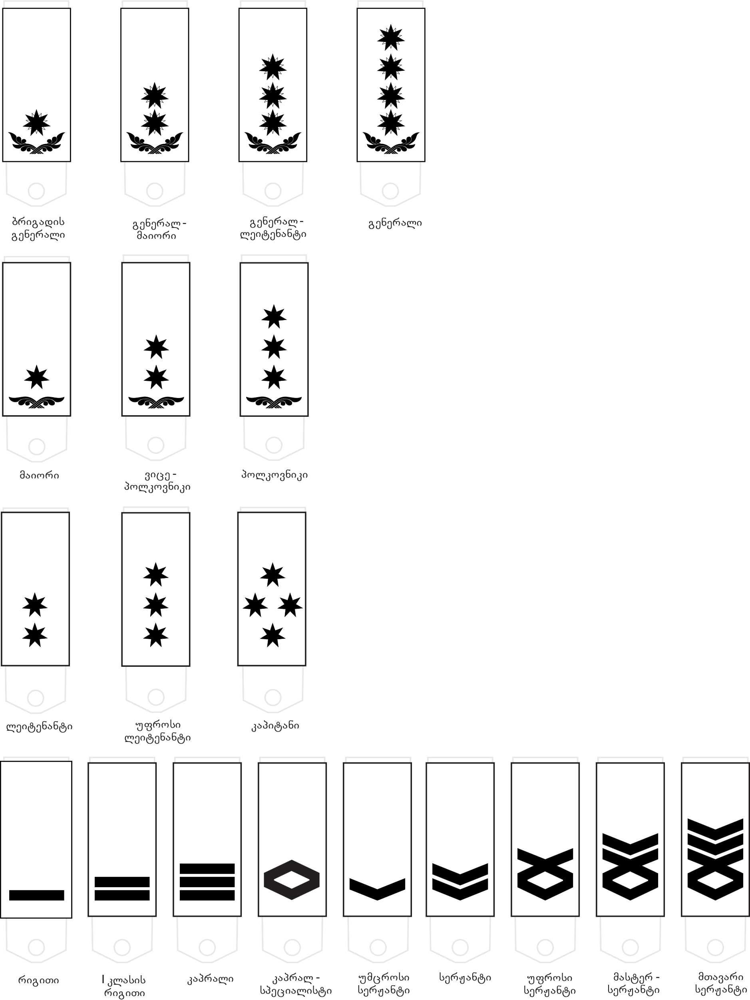 ბრიგადის
გენერალი
გენერალ-
მაიორი
გენერალ-
ლეიტენანტი
გენერალი
მაიორი
ვიცე-
პოლკოვნიკი
პოლკოვნიკი
ლეიტენანტი
უფროსი
ლეიტენანტი
კაპიტანი
რიგითი
I კლასის
რიგითი
კაპრალი
კაპრალ-
სპეციალისტი
უმცროსი
სერჟანტი
სერჟანტი
უფროსი
სერჟანტი
მასტერ-
სერჟანტი
მთავარი
სერჟანტი